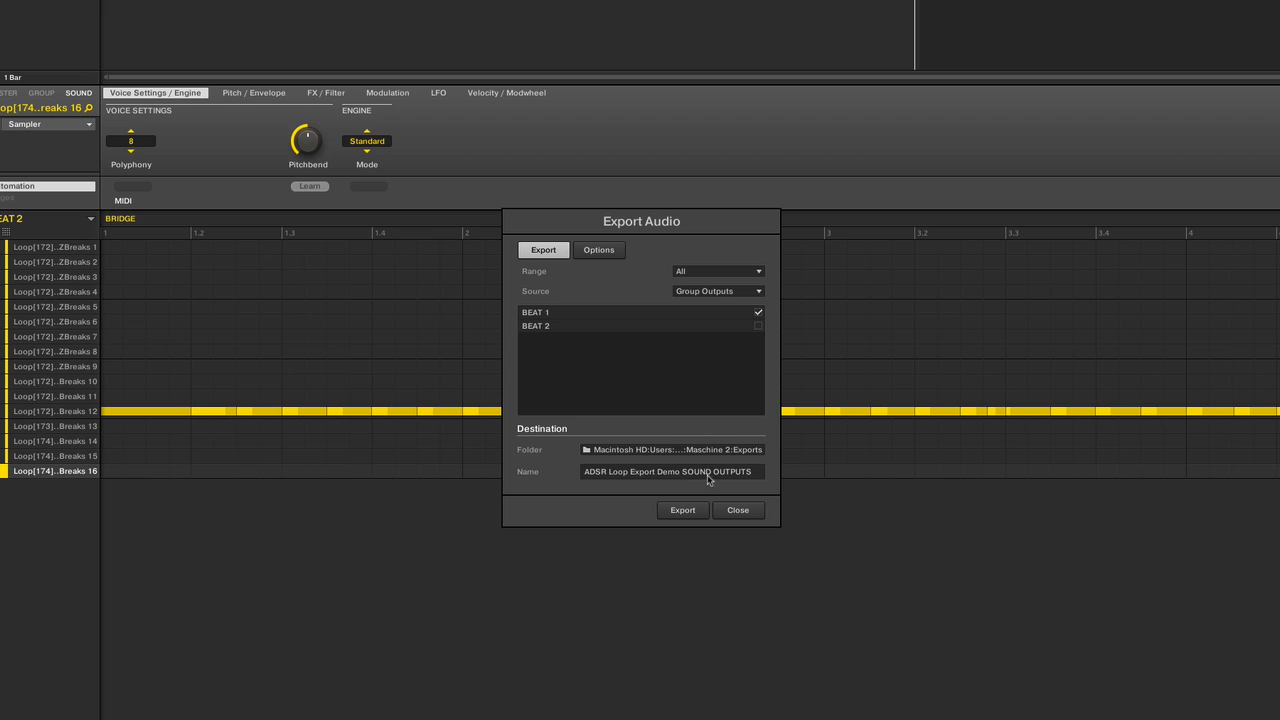 1 Bar
STER GROUP SOUND
op[174..reaks 16
Sampler
tomation
ges
Voice Settings / Engine Pitch / Envelope FX / Filter Modulation LFO Velocity / Modwheel
VOICE SETTINGS ENGINE
8 Standard
Polyphony Pitchbend Mode
Learn
MIDI
EAT 2 BRIDGE
1 1.2 1.3 1.4 2 3 3.2 3.3 3.4 4
Loop[172]..ZBreaks 1
Loop[172]..ZBreaks 2
Loop[172]..ZBreaks 3
Loop[172]..ZBreaks 4
Loop[172]..ZBreaks 5
Loop[172]..ZBreaks 6
Loop[172]..ZBreaks 7
Loop[172]..ZBreaks 8
Loop[172]..ZBreaks 9
Loop[172]..Breaks 10
Loop[172]..Breaks 11
Loop[172]..Breaks 12
Loop[173]..Breaks 13
Loop[174]..Breaks 14
Loop[174]..Breaks 15
Loop[174]..Breaks 16
Export Audio
Export Options
Range All
Source Group Outputs
BEAT 1
BEAT 2
Destination
Folder Macintosh HD:Users:...:Maschine 2:Exports
Name ADSR Loop Export Demo SOUND OUTPUTS
Export Close